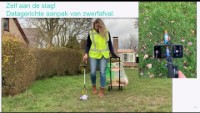 Zelf aan de slag!
Datagerichte aanpak van zwerfafval.